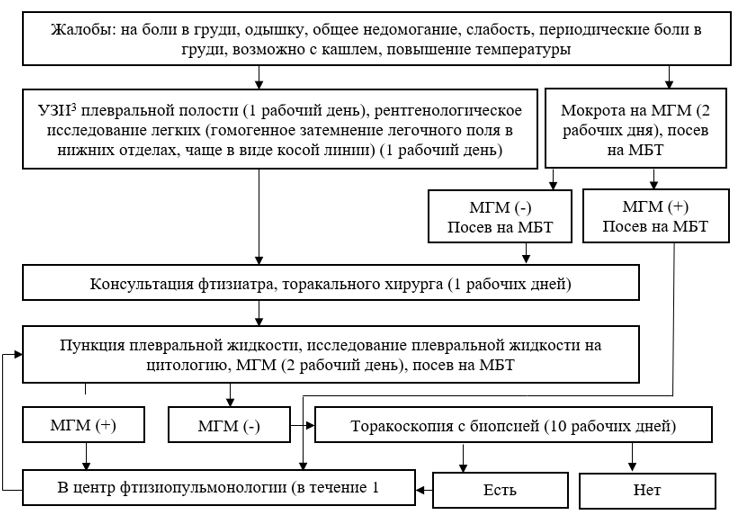 Жалобы: на боли в груди, одышку, общее недомогание, слабость, периодические боли в
груди, возможно с кашлем, повышение температуры
УЗИ³ плевральной полости (1 рабочий день), рентгенологическое
исследование легких (гомогенное затемнение легочного поля в
нижних отделах, чаще в виде косой линии) (1 рабочий день)
Мокрота на МГМ (2
рабочих дня), посев
на МБТ
МГМ (-)
Посев на МБТ
МГМ (+)
Посев на МБТ
Консультация фтизиатра, торакального хирурга (1 рабочих дней)
Пункция плевральной жидкости, исследование плевральной жидкости на
цитологию, МГМ (2 рабочий день), посев на МБТ
МГМ (+)
МГМ (-)
Торакоскопия с биопсией (10 рабочих дней)
В центр фтизиопульмонологии (в течение 1
Есть
Нет